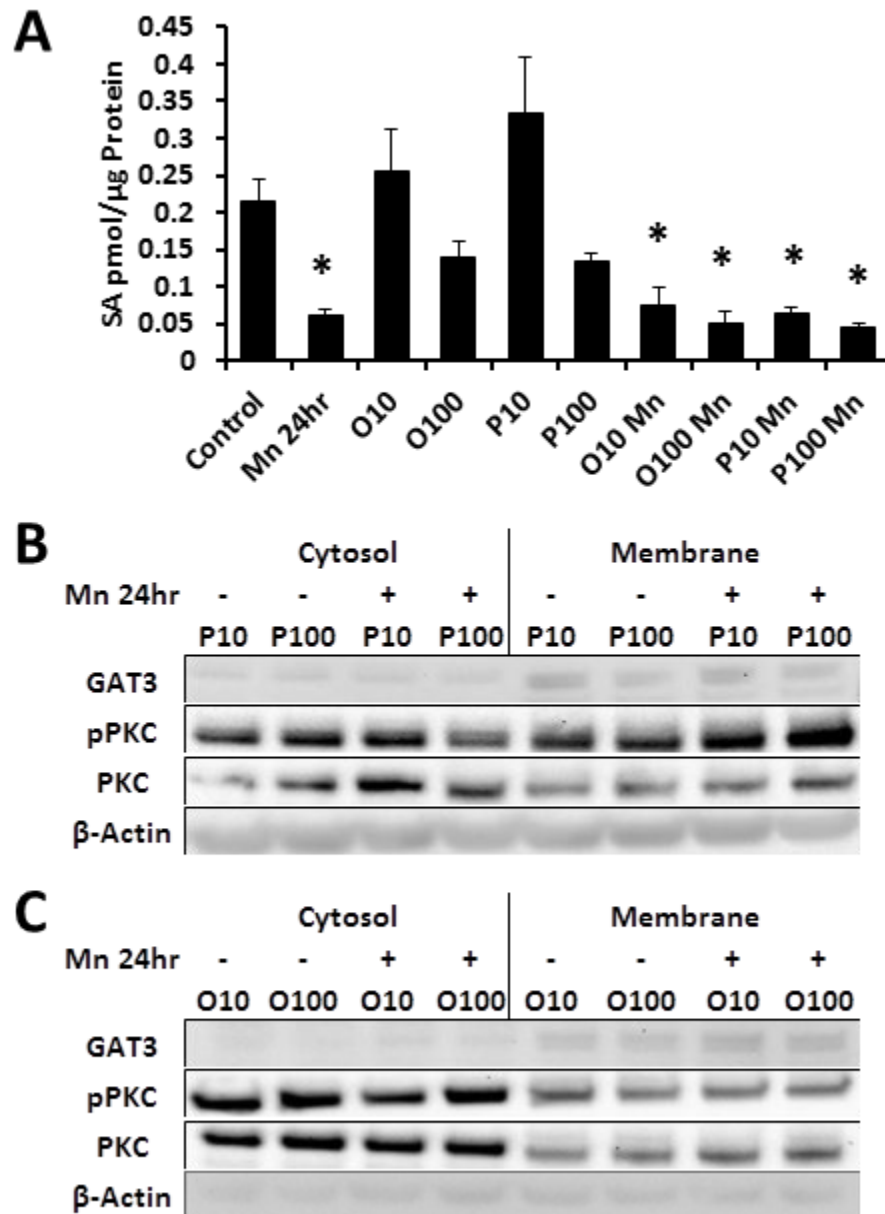 A
SA pmol/µg Protein
0.45
0.4
0.35
0.3
0.25
0.2
0.15
0.1
0.05
0
* * * * *
Control Mn 24hr O10 O100 P10 P100 O10 Mn O100 Mn P10 Mn P100 Mn
B
Cytosol Membrane
Mn 24hr - - + + - - + +
P10 P100 P10 P100 P10 P100 P10 P100
GAT3
pPKC
PKC
β-Actin
C
Cytosol Membrane
Mn 24hr - - + + - - + +
O10 O100 O10 O100 O10 O100 O10 O100
GAT3
pPKC
PKC
β-Actin